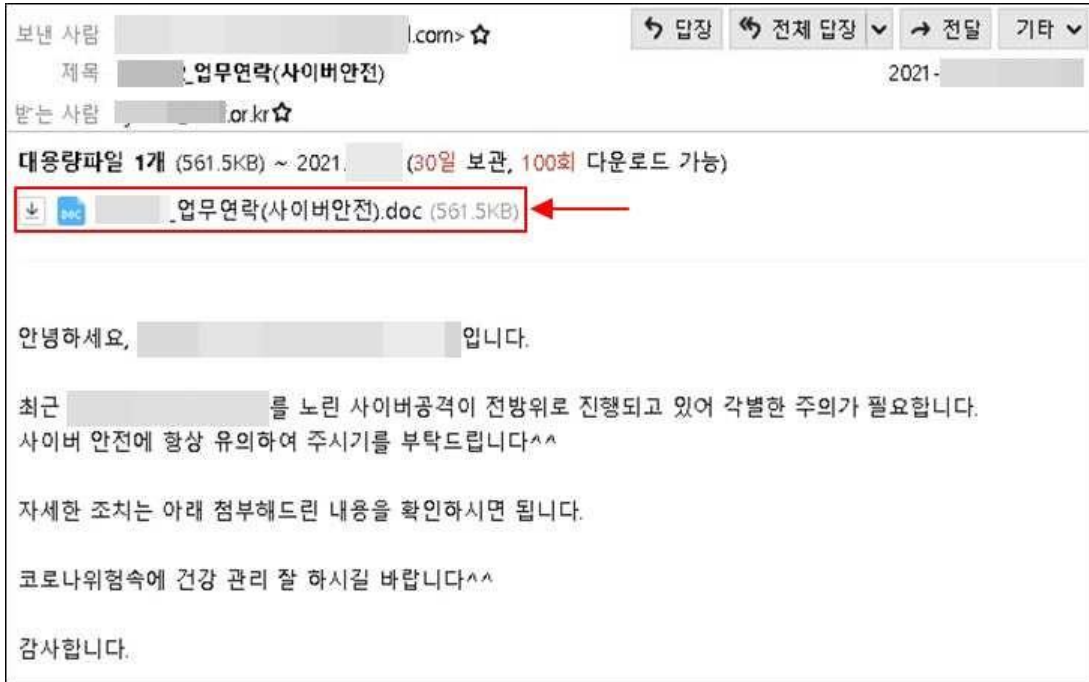 보낸 사람 l.com> ☆
답장 전체 답장 전달 기타
제목 _업무연락(사이버안전) 2021-
받는 사람 .or.kr ☆
대용량파일 1개 (561.5KB) ~ 2021. (30일 보관, 100회 다운로드 가능)
DOC _업무연락(사이버안전).doc (561.5KB)
안녕하세요, 입니다.
최근 를 노린 사이버공격이 전방위로 진행되고 있어 각별한 주의가 필요합니다.
사이버 안전에 항상 유의하여 주시기를 부탁드립니다^^
자세한 조치는 아래 첨부해드린 내용을 확인하시면 됩니다.
코로나위험속에 건강 관리 잘 하시길 바랍니다^^
감사합니다.